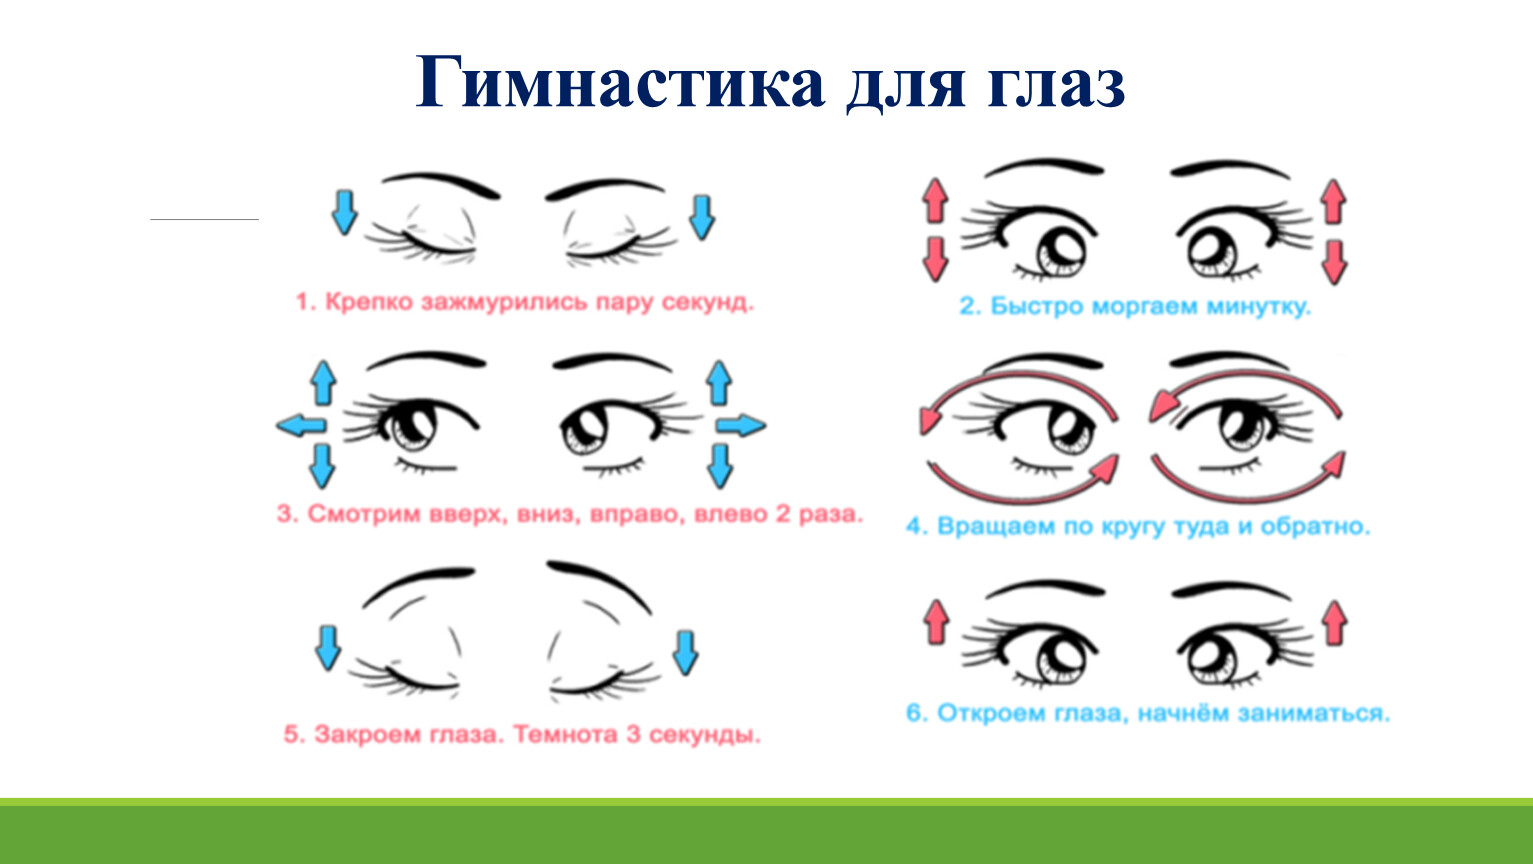 Гимнастика для глаз
1. Крепко зажмурились пару секунд.
2. Быстро моргаем минутку.
3. Смотрим вверх, вниз, вправо, влево 2 раза.
4. Вращаем по кругу туда и обратно.
5. Закроем глаза. Темнота 3 секунды.
6. Откроем глаза, начнём заниматься.